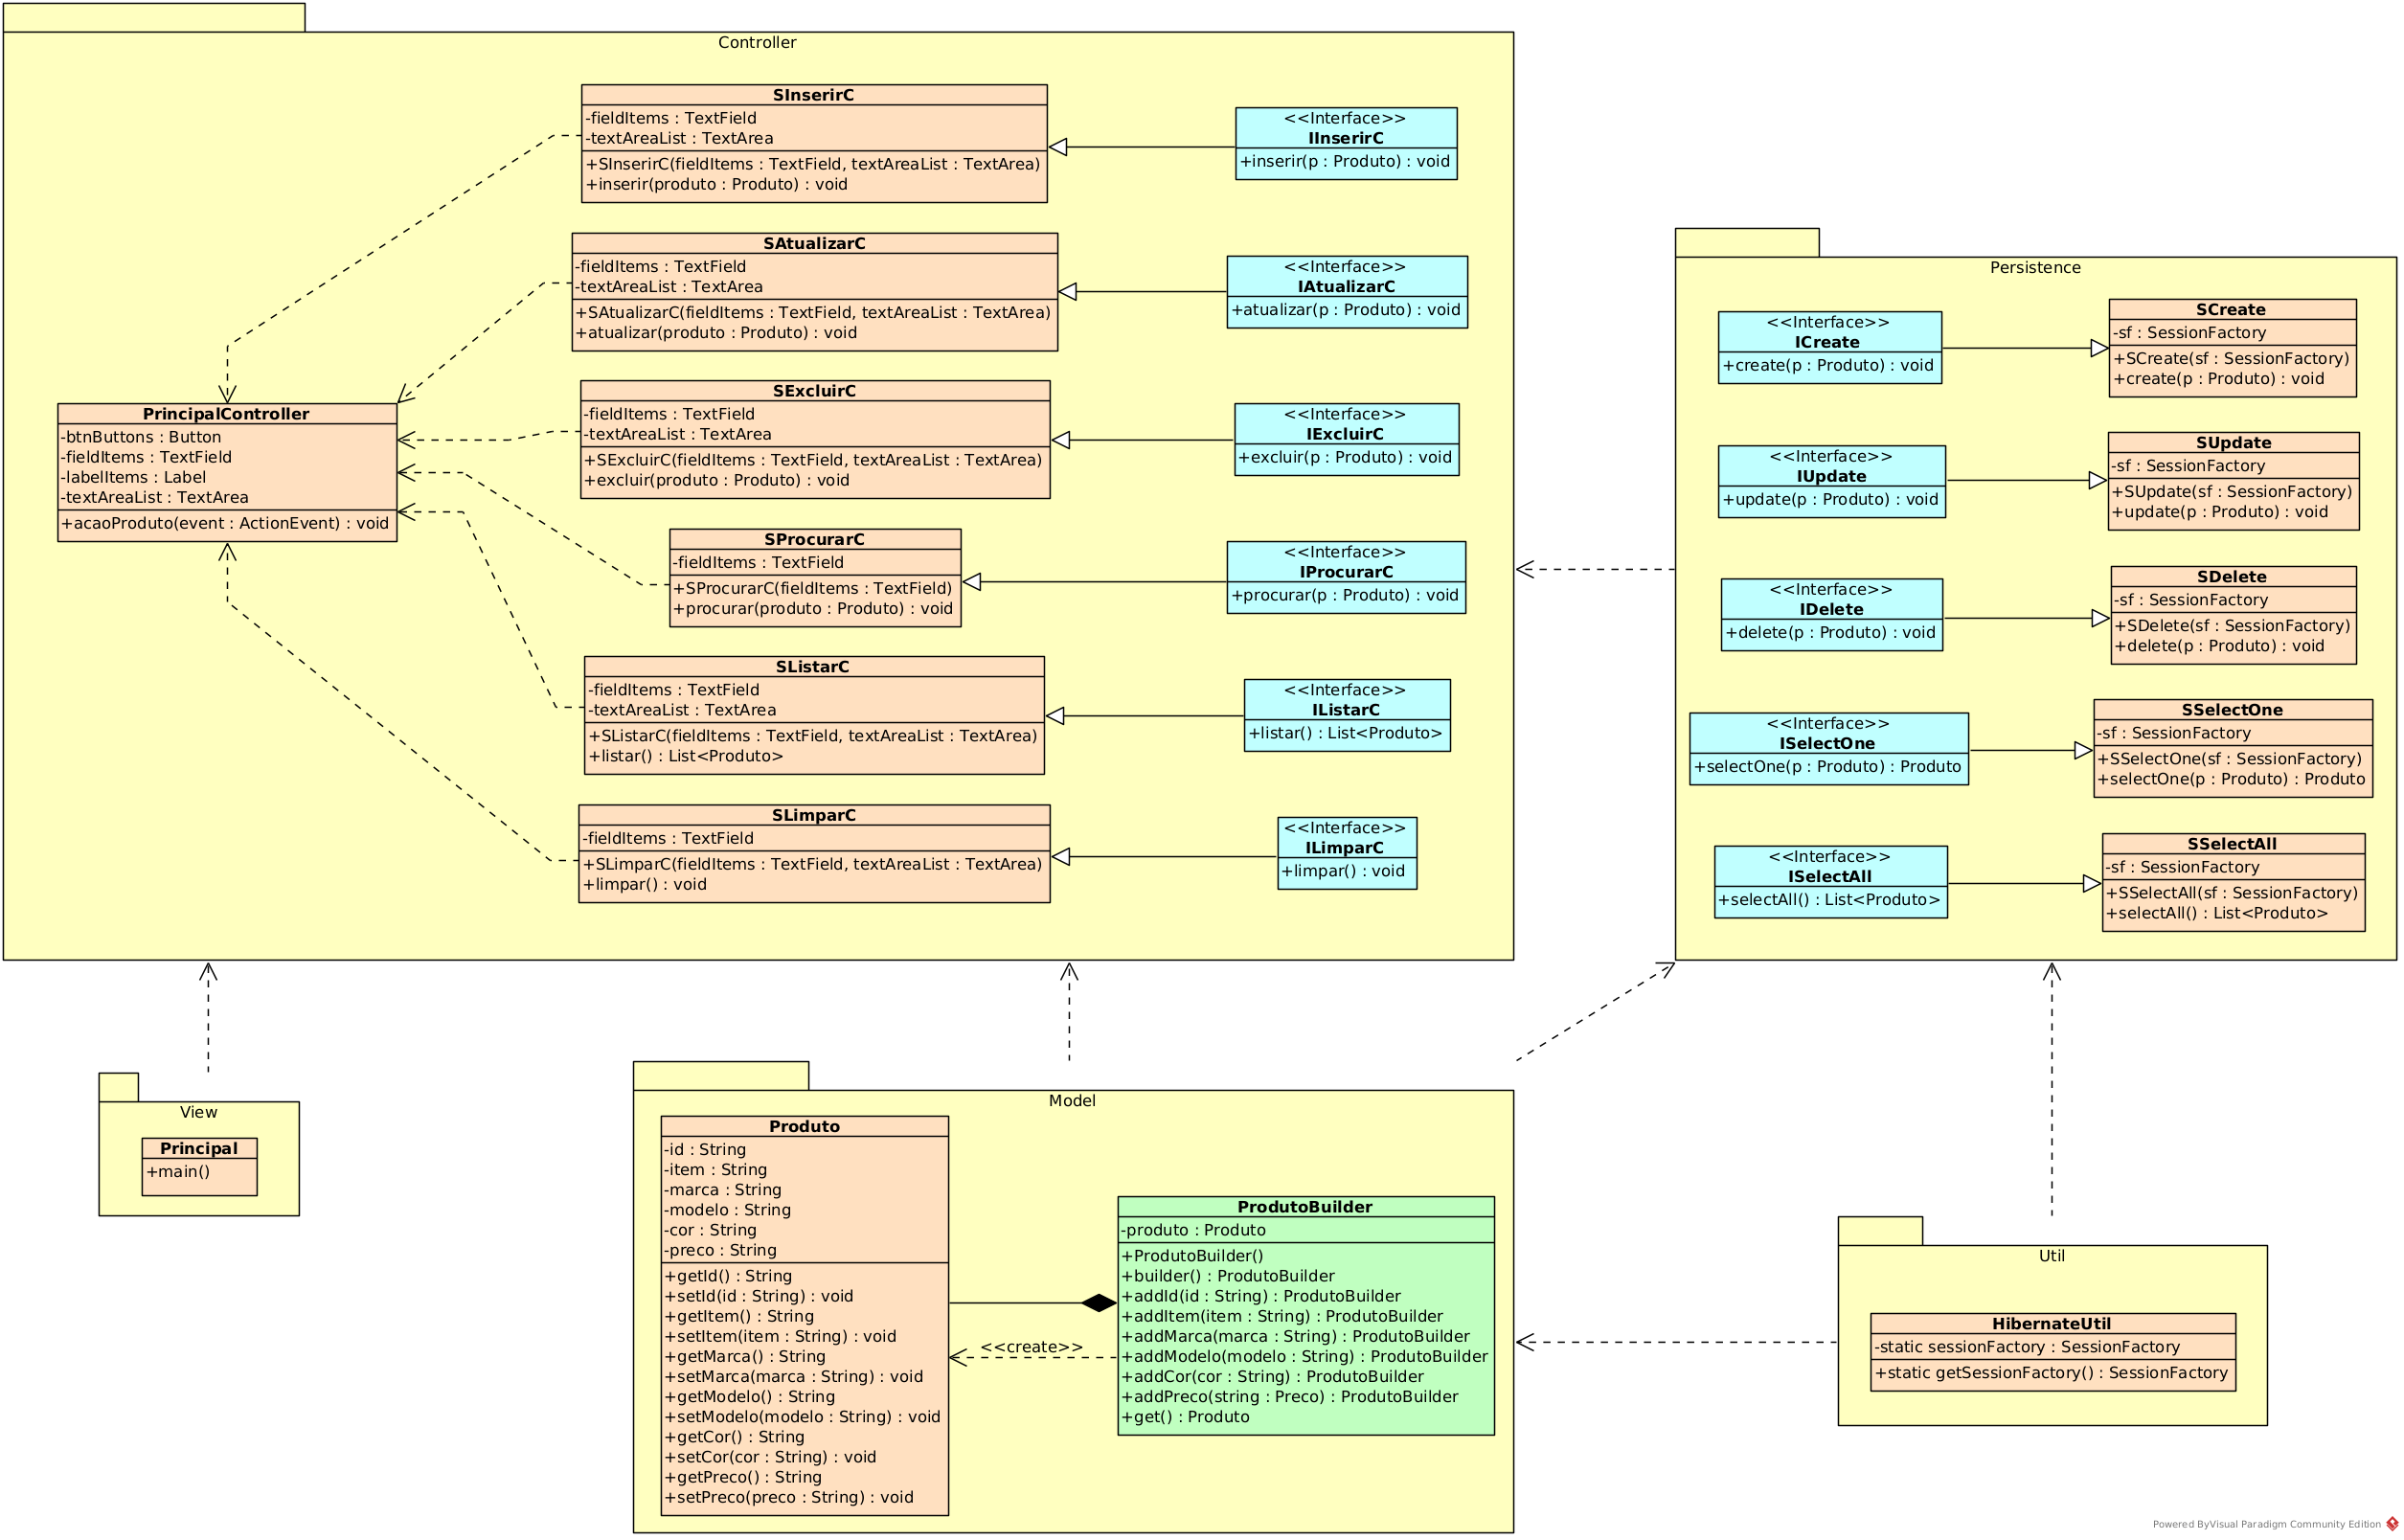 Controller
SInserirC
-fieldItems : TextField
-textAreaList : TextArea
+SInserirC(fieldItems : TextField, textAreaList : TextArea)
+inserir(produto : Produto) : void
<<Interface>>
IInserirC
+inserir(p : Produto) : void
SAtualizarC
-fieldItems : TextField
-textAreaList : TextArea
+SAtualizarC(fieldItems : TextField, textAreaList : TextArea)
+atualizar(produto : Produto) : void
<<Interface>>
IAtualizarC
+atualizar(p : Produto) : void
PrincipalController
-btnButtons : Button
-fieldItems : TextField
-labelItems : Label
-textAreaList : TextArea
+acaoProduto(event : ActionEvent) : void
SExcluirC
-fieldItems : TextField
-textAreaList : TextArea
+SExcluirC(fieldItems : TextField, textAreaList : TextArea)
+excluir(produto : Produto) : void
<<Interface>>
IExcluirC
+excluir(p : Produto) : void
SProcurarC
-fieldItems : TextField
+SProcurarC(fieldItems : TextField)
+procurar(produto : Produto) : void
<<Interface>>
IProcurarC
+procurar(p : Produto) : void
SListarC
-fieldItems : TextField
-textAreaList : TextArea
+SListarC(fieldItems : TextField, textAreaList : TextArea)
+listar() : List<Produto>
<<Interface>>
IListarC
+listar() : List<Produto>
SLimparC
-fieldItems : TextField
+SLimparC(fieldItems : TextField, textAreaList : TextArea)
+limpar() : void
<<Interface>>
ILimparC
+limpar() : void
Persistence
<<Interface>>
ICreate
+create(p : Produto) : void
SCreate
-sf : SessionFactory
+SCreate(sf : SessionFactory)
+create(p : Produto) : void
<<Interface>>
IUpdate
+update(p : Produto) : void
SUpdate
-sf : SessionFactory
+SUpdate(sf : SessionFactory)
+update(p : Produto) : void
<<Interface>>
IDelete
+delete(p : Produto) : void
SDelete
-sf : SessionFactory
+SDelete(sf : SessionFactory)
+delete(p : Produto) : void
<<Interface>>
ISelectOne
+selectOne(p : Produto) : Produto
SSelectOne
-sf : SessionFactory
+SSelectOne(sf : SessionFactory)
+selectOne(p : Produto) : Produto
<<Interface>>
ISelectAll
+selectAll() : List<Produto>
SSelectAll
-sf : SessionFactory
+SSelectAll(sf : SessionFactory)
+selectAll() : List<Produto>
View
Principal
+main()
Model
Produto
-id : String
-item : String
-marca : String
-modelo : String
-cor : String
-preco : String
+getId() : String
+setId(id : String) : void
+getItem() : String
+setItem(item : String) : void
+getMarca() : String
+setMarca(marca : String) : void
+getModelo() : String
+setModelo(modelo : String) : void
+getCor() : String
+setCor(cor : String) : void
+getPreco() : String
+setPreco(preco : String) : void
<<create>>
ProdutoBuilder
-produto : Produto
+ProdutoBuilder()
+builder() : ProdutoBuilder
+addId(id : String) : ProdutoBuilder
+addItem(item : String) : ProdutoBuilder
+addMarca(marca : String) : ProdutoBuilder
+addModelo(modelo : String) : ProdutoBuilder
+addCor(cor : String) : ProdutoBuilder
+addPreco(string : Preco) : ProdutoBuilder
+get() : Produto
Util
HibernateUtil
-static sessionFactory : SessionFactory
+static getSessionFactory() : SessionFactory
Powered ByVisual Paradigm Community Edition